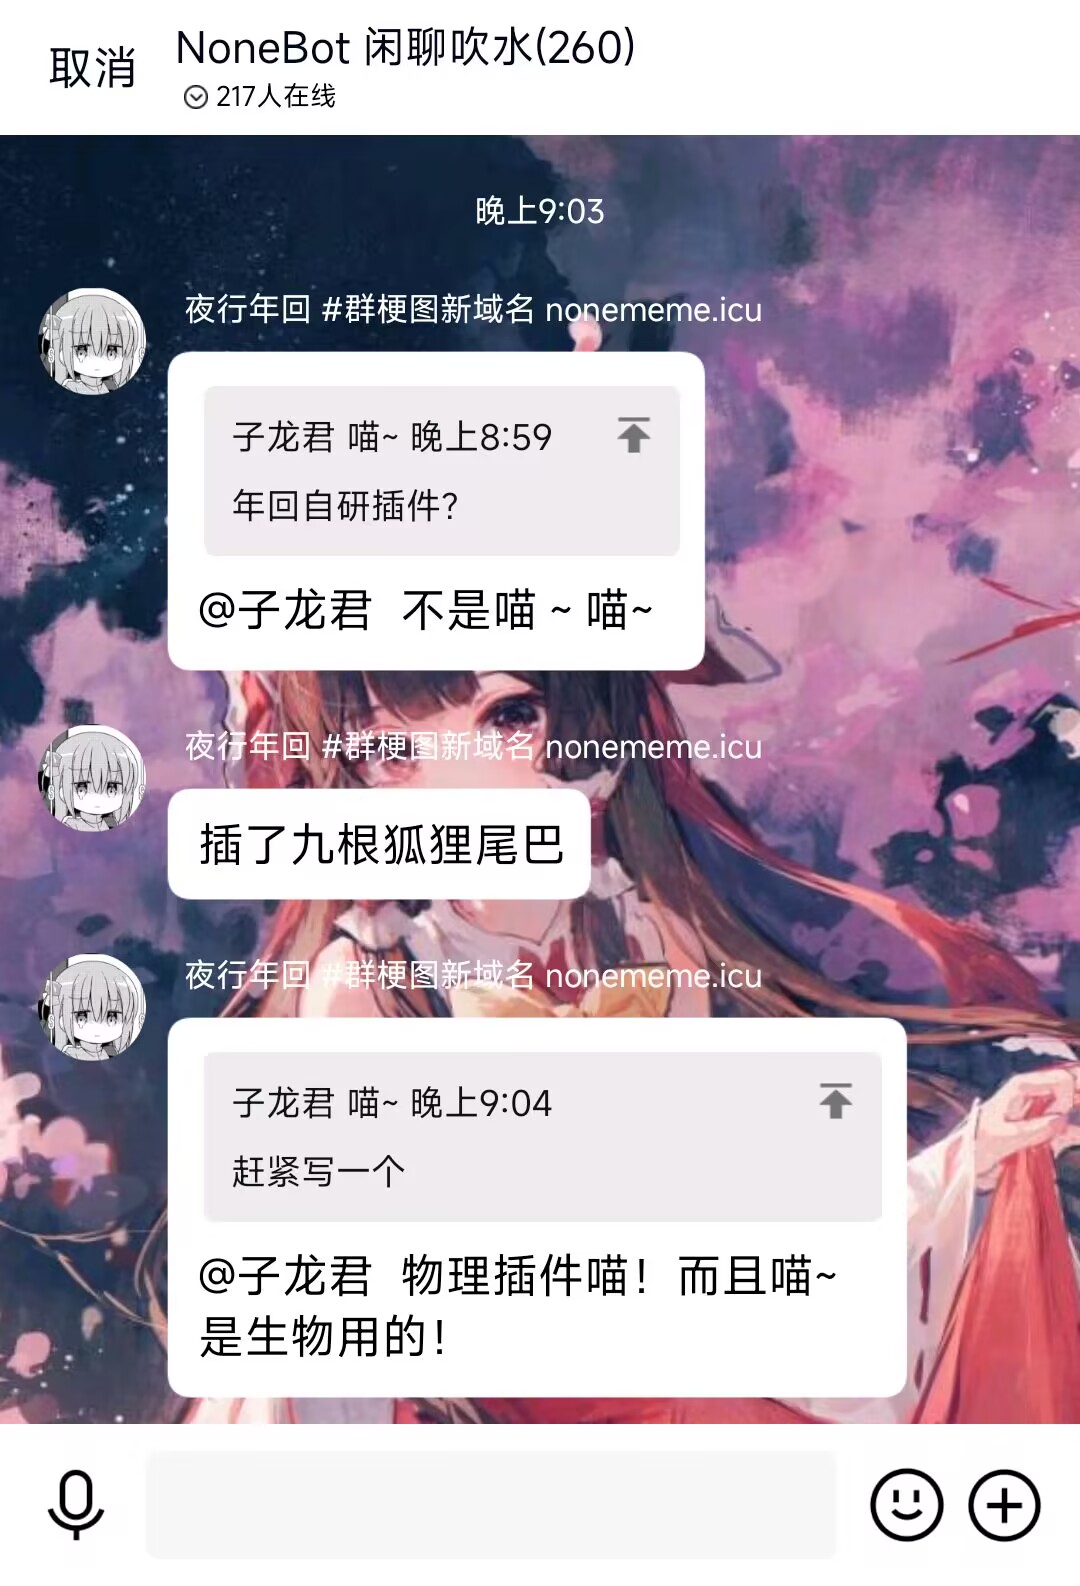 取消
NoneBot 闲聊吹水(260)
217人在线
晚上9:03
夜行年回 #群梗图新域名 nonememe.icu
子龙君 喵~ 晚上8:59
年回自研插件?
@子龙君 不是喵 ~ 喵~
夜行年回 #群梗图新域名 nonememe.icu
插了九根狐狸尾巴
夜行年回 #群梗图新域名 nonememe.icu
子龙君 喵~ 晚上9:04
赶紧写一个
@子龙君 物理插件喵！而且喵~
是生物用的！